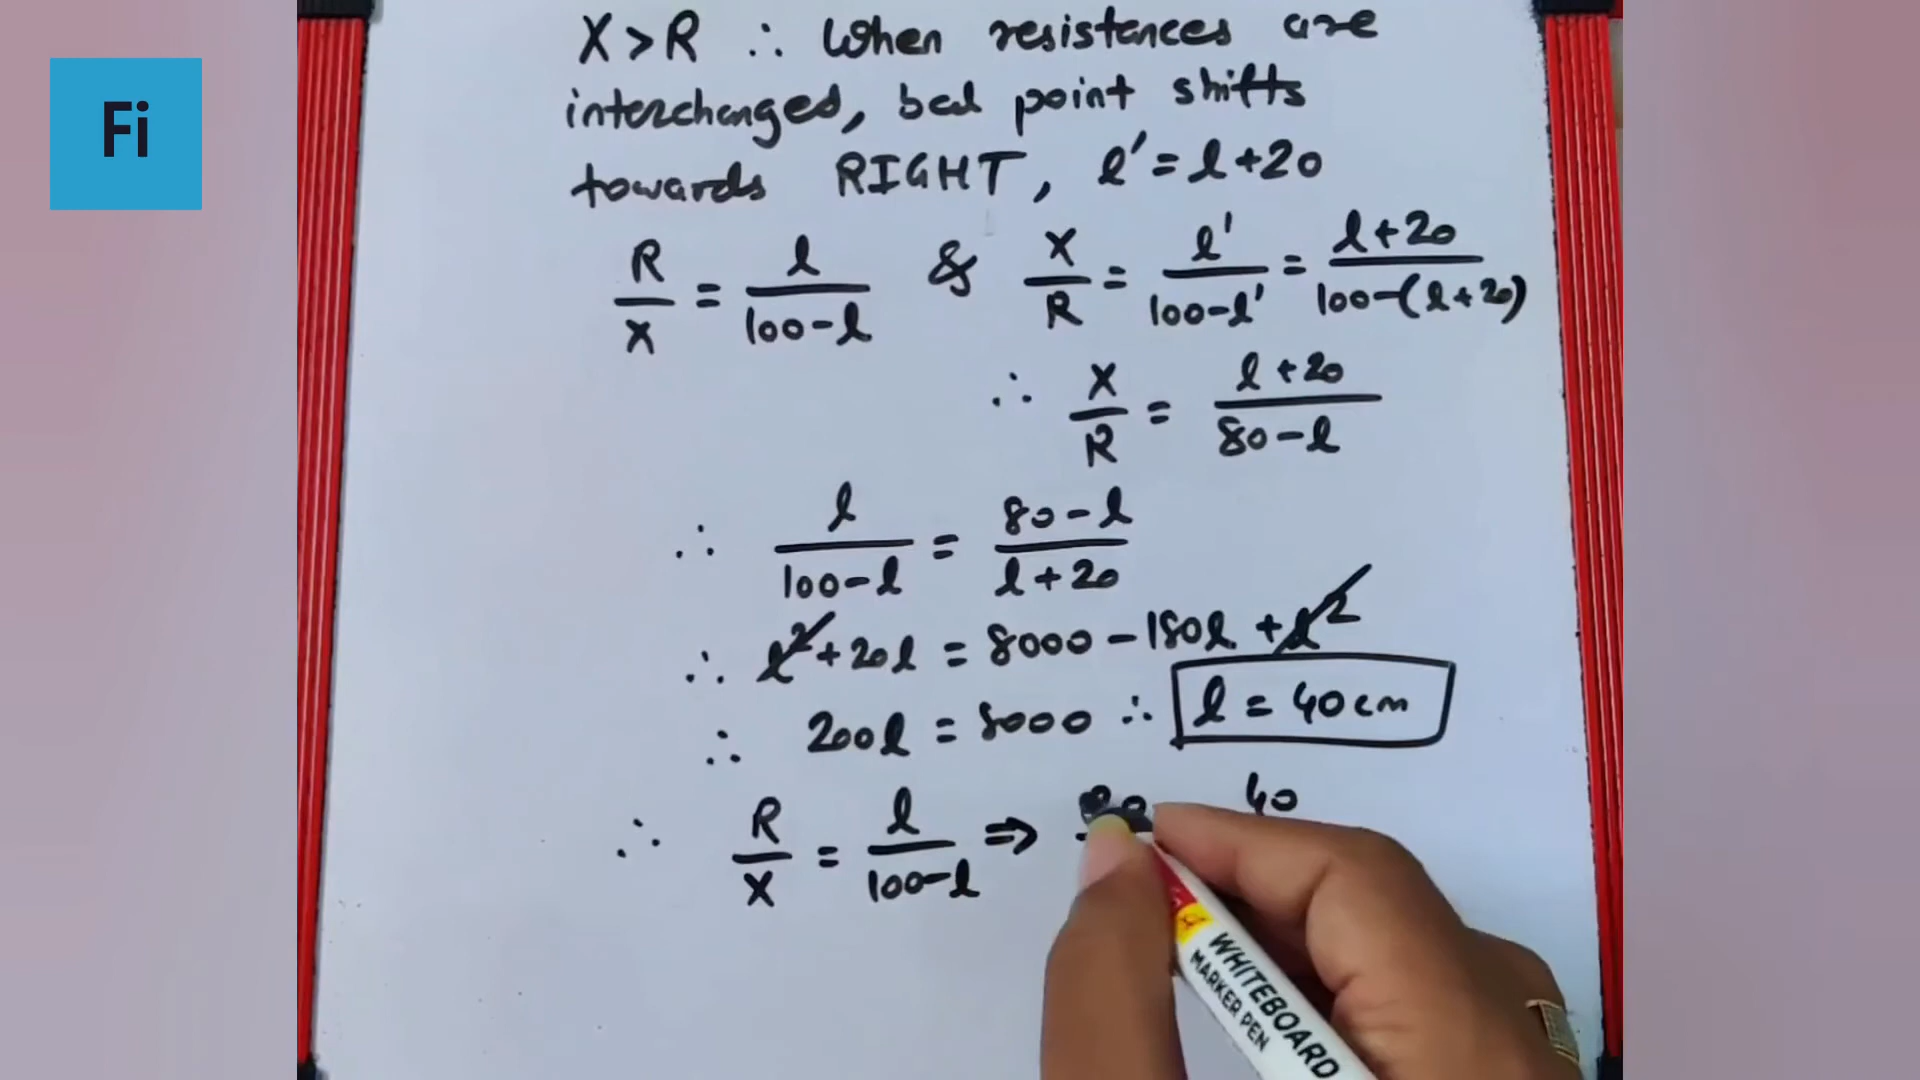 Fi
X > R ∴ When resistences are
interchanged, bal point shifts
towards RIGHT, l' = l + 20
R/X = l/(100-l) & X/R = l'/(100-l') = (l+20)/(100-(l+20))
∴ X/R = (l+20)/(80-l)
∴ l/(100-l) = (80-l)/(l+20)
∴ l² + 20l = 8000 - 180l + l²
∴ 200l = 8000 ∴ l = 40 cm
∴ R/X = l/(100-l) ⇒ 40
WHITEBOARD
MARKER PEN